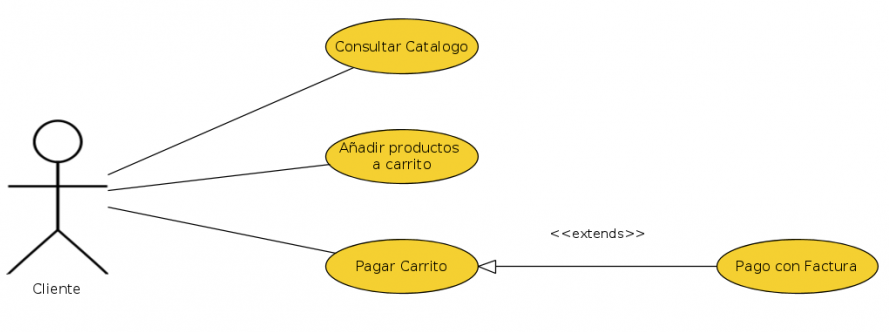 Consultar Catalogo
Añadir productos
a carrito
<<extends>>
Pagar Carrito
Pago con Factura
Cliente